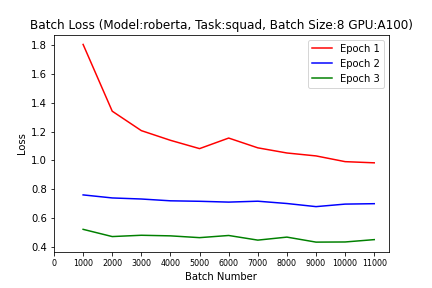 Batch Loss (Model:roberta, Task:squad, Batch Size:8 GPU:A100)
Epoch 1
Epoch 2
Epoch 3
Loss
1.8
1.6
1.4
1.2
1.0
0.8
0.6
0.4
0 1000 2000 3000 4000 5000 6000 7000 8000 9000 10000 11000
Batch Number